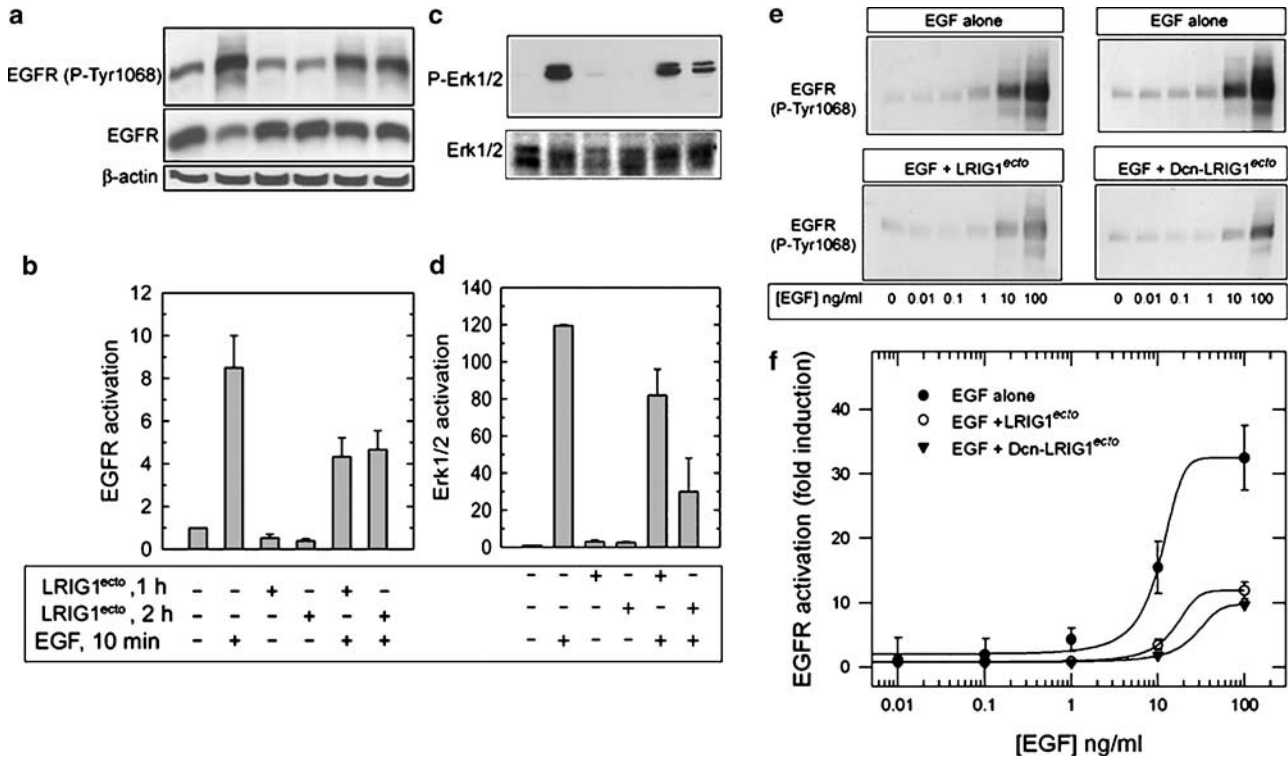 a
EGFR (P-Tyr1068)
EGFR
β-actin
c
P-Erk1/2
Erk1/2
b
EGFR activation
12
10
8
6
4
2
0
d
Erk1/2 activation
140
120
100
80
60
40
20
0
LRIG1ecto, 1 h - - + - + - - - + - + -
LRIG1ecto, 2 h - - - + - + - - - + - +
EGF, 10 min - + - - + + - + - - + +
e
EGF alone
EGF alone
EGFR
(P-Tyr1068)
EGF + LRIG1ecto
EGF + Dcn-LRIG1ecto
EGFR
(P-Tyr1068)
[EGF] ng/ml 0 0.01 0.1 1 10 100 0 0.01 0.1 1 10 100
f
EGFR activation (fold induction)
40
30
20
10
0
EGF alone
EGF +LRIG1ecto
EGF + Dcn-LRIG1ecto
0.01 0.1 1 10 100
[EGF] ng/ml